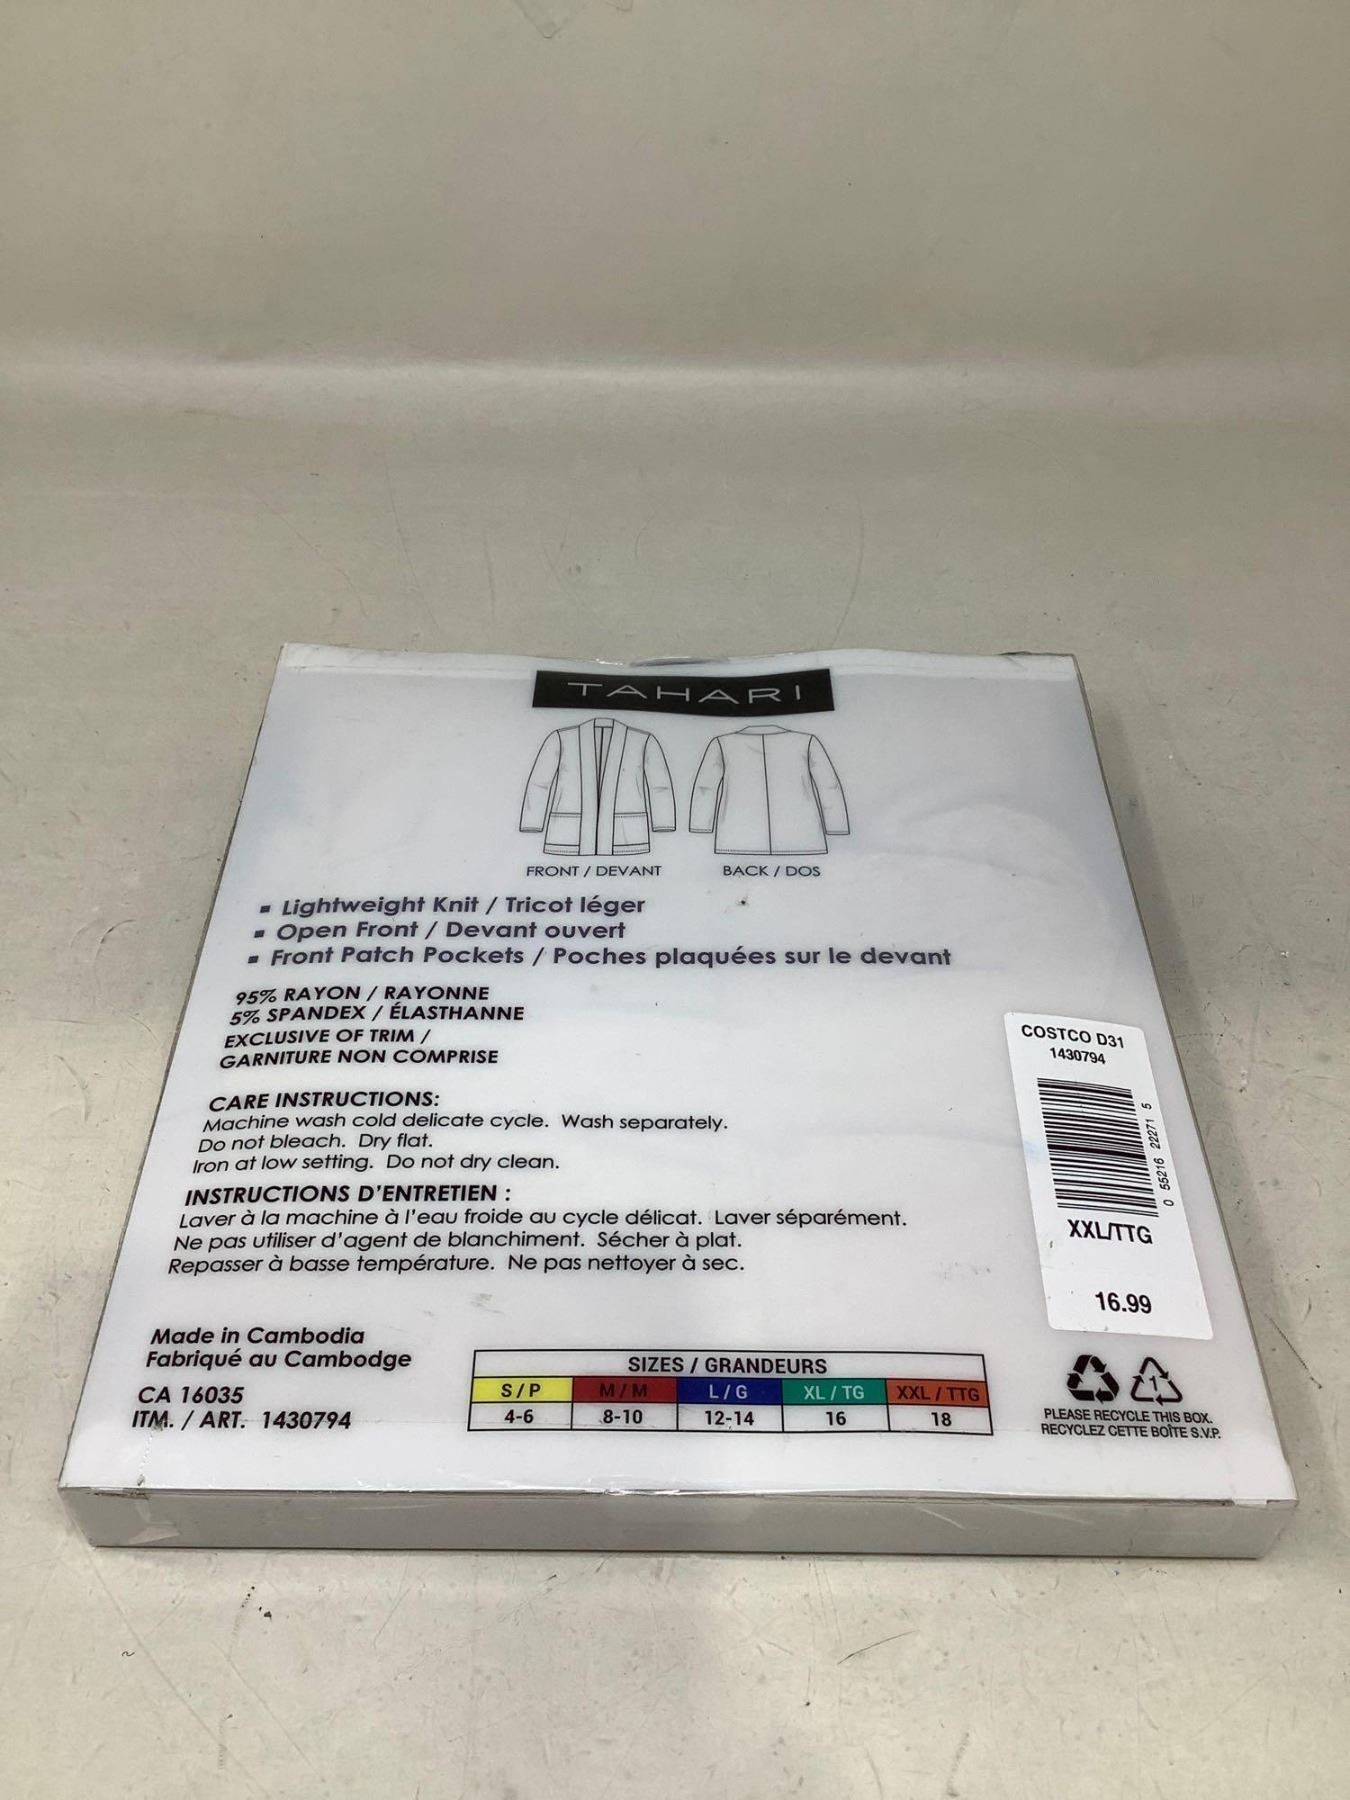 TAHARI
FRONT / DEVANT
BACK / DOS
▪ Lightweight Knit / Tricot léger
▪ Open Front / Devant ouvert
▪ Front Patch Pockets / Poches plaquées sur le devant
95% RAYON / RAYONNE
5% SPANDEX / ÉLASTHANNE
EXCLUSIVE OF TRIM /
GARNITURE NON COMPRISE
CARE INSTRUCTIONS:
Machine wash cold delicate cycle. Wash separately.
Do not bleach. Dry flat.
Iron at low setting. Do not dry clean.
INSTRUCTIONS D'ENTRETIEN :
Laver à la machine à l'eau froide au cycle délicat. Laver séparément.
Ne pas utiliser d'agent de blanchiment. Sécher à plat.
Repasser à basse température. Ne pas nettoyer à sec.
COSTCO D31
1430794
0 55216 22271 5
XXL/TTG
16.99
Made in Cambodia
Fabriqué au Cambodge
CA 16035
ITM. / ART. 1430794
SIZES / GRANDEURS
S / P M / M L / G XL / TG XXL / TTG
4-6 8-10 12-14 16 18
1
PLEASE RECYCLE THIS BOX.
RECYCLEZ CETTE BOÎTE S.V.P.